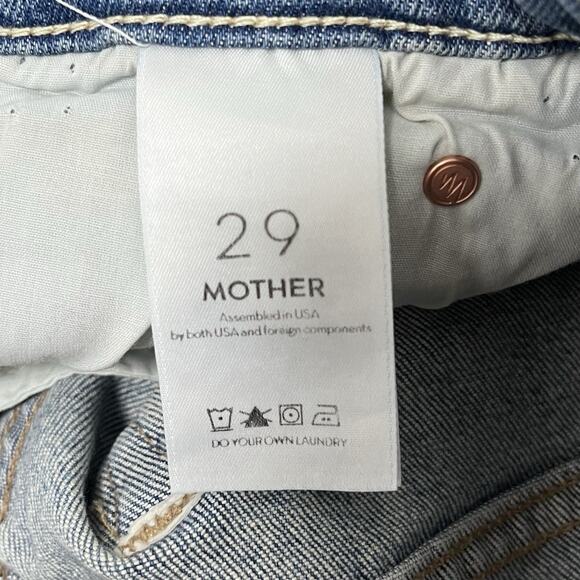 29
MOTHER
Assembled in USA
by both USA and foreign components
DO YOUR OWN LAUNDRY